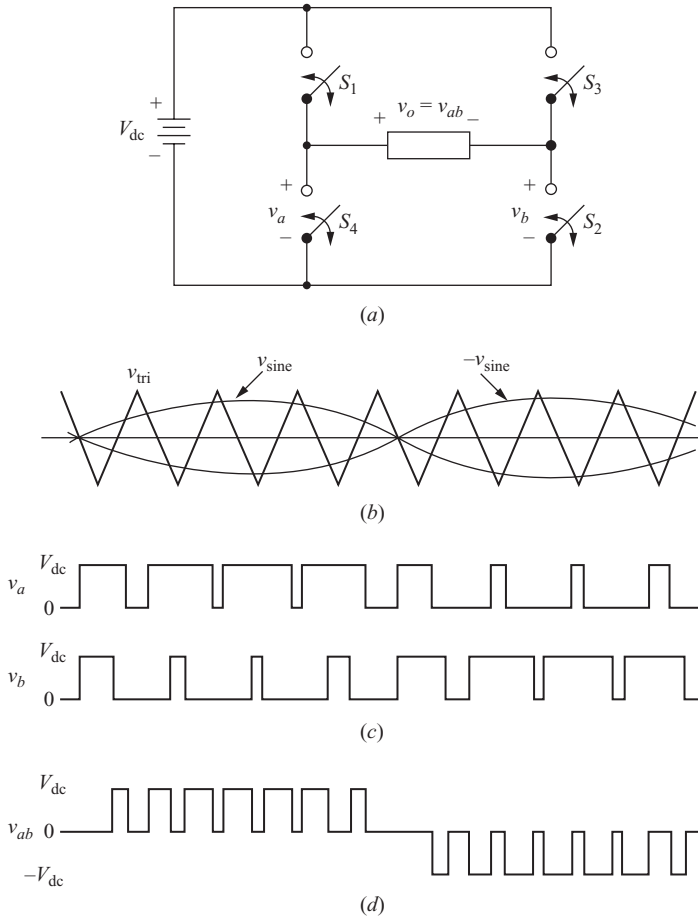 +
V_dc
−
S_1
S_3
+ v_o = v_ab −
+
v_a
−
S_4
+
v_b
−
S_2
(a)
v_tri
v_sine
−v_sine
(b)
V_dc
v_a
0
V_dc
v_b
0
(c)
V_dc
v_ab 0
−V_dc
(d)